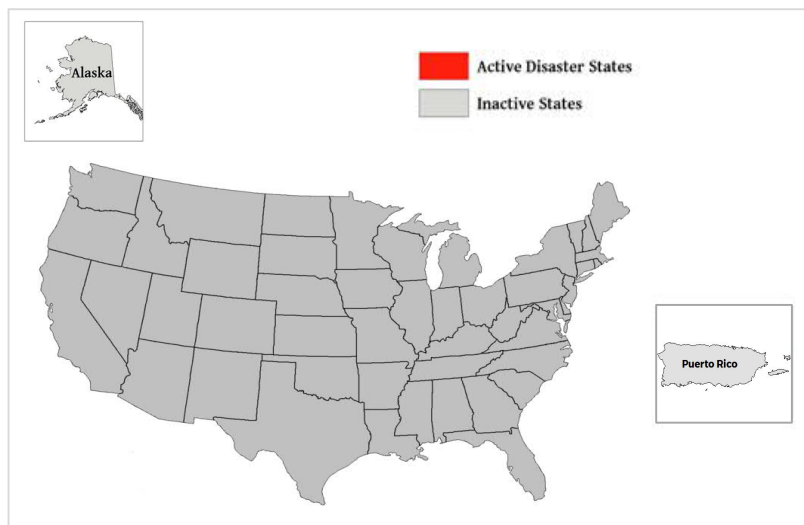 Alaska
Active Disaster States
Inactive States
Puerto Rico